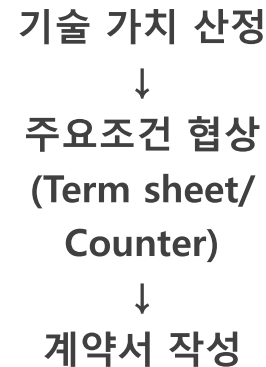 기술 가치 산정
↓
주요조건 협상
(Term sheet/
Counter)
↓
계약서 작성